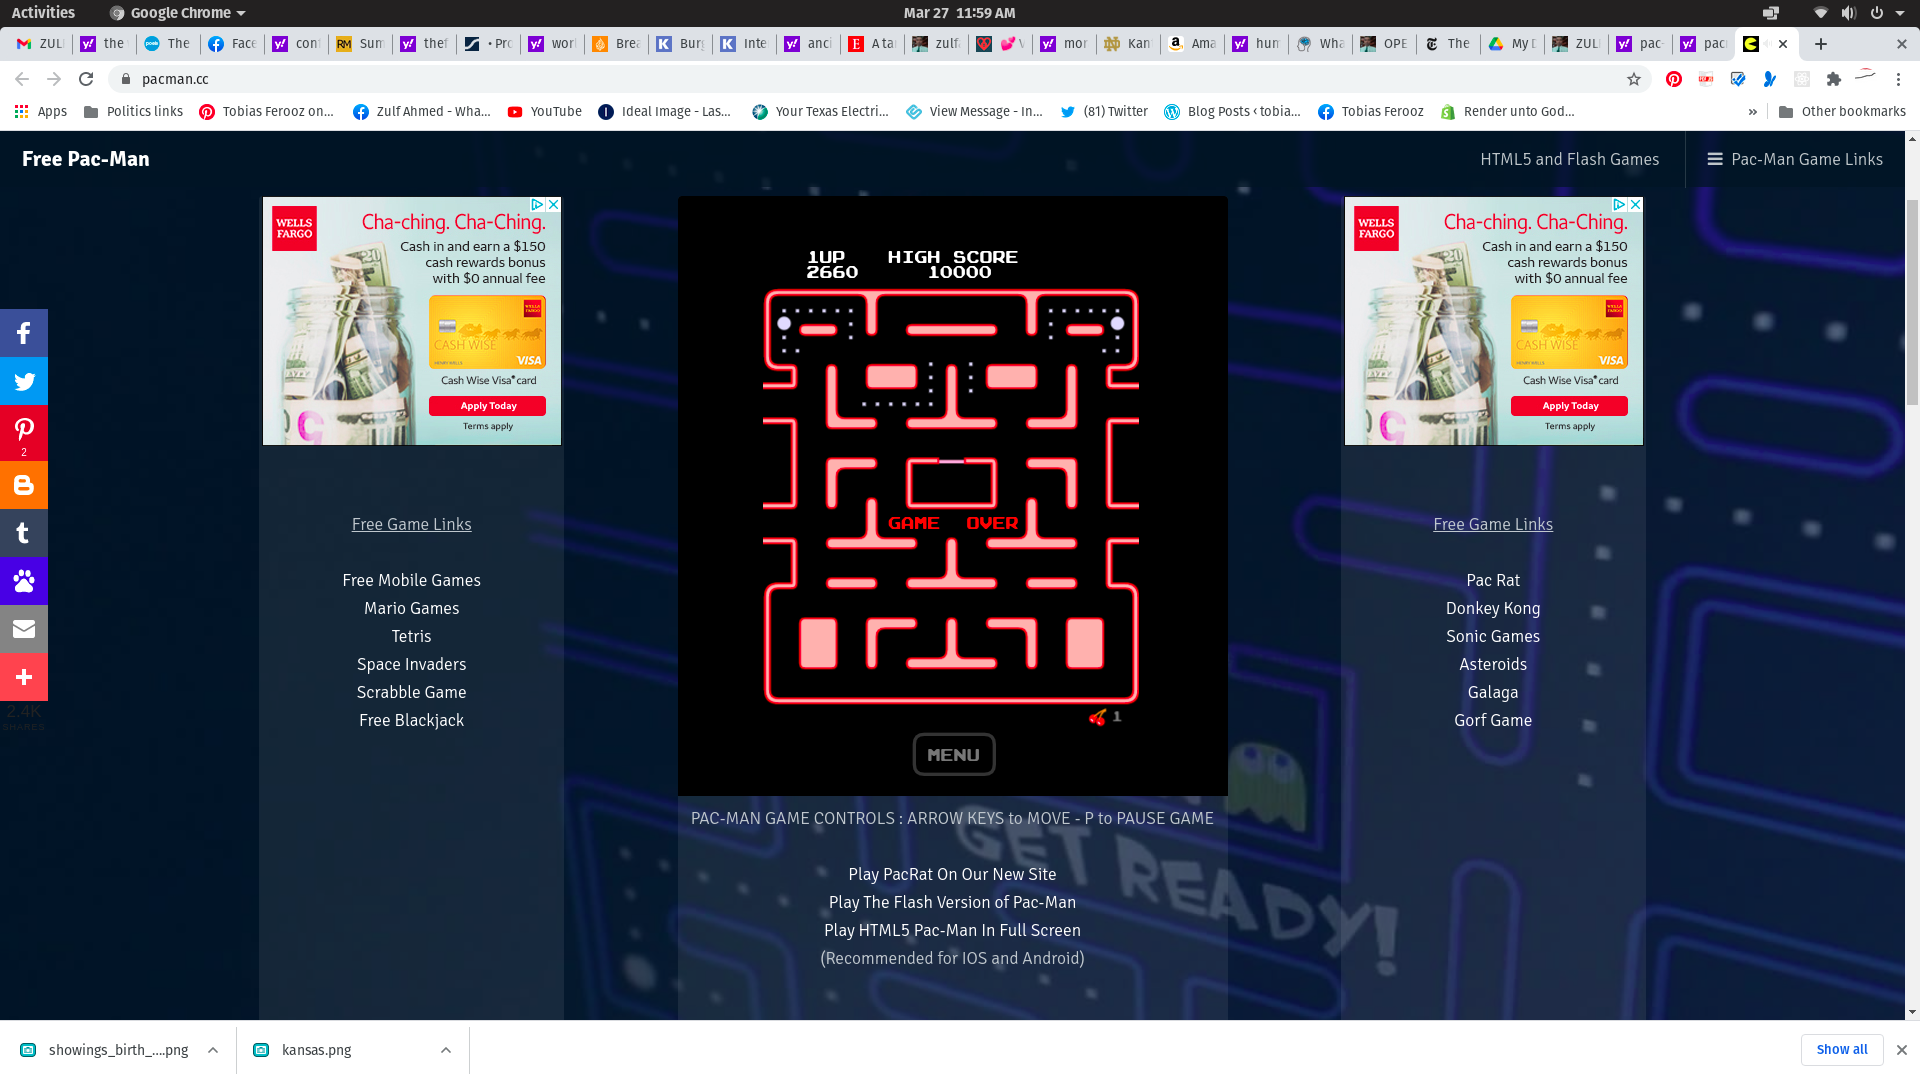 Activities
Google Chrome
Mar 27 11:59 AM
ZUL
the
The
Face
con
Sum
thef
• Pro
wor
Brea
Burg
Inte
anci
A ta
zulf
mor
Kan
Ama
hum
Wha
OPE
The
My D
ZUL
pac-
pac
pacman.cc
Apps
Politics links
Tobias Ferooz on...
Zulf Ahmed - Wha...
YouTube
Ideal Image - Las...
Your Texas Electri...
View Message - In...
(81) Twitter
Blog Posts ‹ tobia...
Tobias Ferooz
Render unto God...
»
Other bookmarks
Free Pac-Man
HTML5 and Flash Games
Pac-Man Game Links
WELLS FARGO
Cha-ching. Cha-Ching.
Cash in and earn a $150
cash rewards bonus
with $0 annual fee
WELLS FARGO
CASH WISE
VISA
Cash Wise Visa® card
Apply Today
Terms apply
1UP HIGH SCORE
2660 10000
GAME OVER
1
MENU
WELLS FARGO
Cha-ching. Cha-Ching.
Cash in and earn a $150
cash rewards bonus
with $0 annual fee
WELLS FARGO
CASH WISE
VISA
Cash Wise Visa® card
Apply Today
Terms apply
2
2.4K
SHARES
Free Game Links
Free Mobile Games
Mario Games
Tetris
Space Invaders
Scrabble Game
Free Blackjack
Free Game Links
Pac Rat
Donkey Kong
Sonic Games
Asteroids
Galaga
Gorf Game
PAC-MAN GAME CONTROLS : ARROW KEYS to MOVE - P to PAUSE GAME
Play PacRat On Our New Site
Play The Flash Version of Pac-Man
Play HTML5 Pac-Man In Full Screen
(Recommended for IOS and Android)
GET READY!
showings_birth_....png
kansas.png
Show all